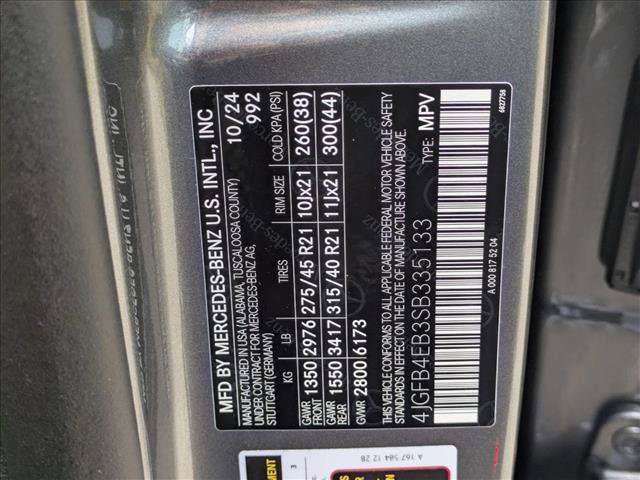 MFD BY MERCEDES-BENZ U.S. INTL., INC
MANUFACTURED IN USA (ALABAMA, TUSCALOOSA COUNTY)
UNDER CONTRACT FOR MERCEDES-BENZ AG,
STUTTGART (GERMANY)
10/24
992
KG LB TIRES RIM SIZE COLD KPA (PSI)
GAWR FRONT 1350 2976 275/45 R21 10Jx21 260(38)
GAWR REAR 1550 3417 315/40 R21 11Jx21 300(44)
GVWR 2800 6173
THIS VEHICLE CONFORMS TO ALL APPLICABLE FEDERAL MOTOR VEHICLE SAFETY
STANDARDS IN EFFECT ON THE DATE OF MANUFACTURE SHOWN ABOVE.
TYPE: MPV
4JGFB4EB3SB335133
A 000 817 52 04
6827758
A 167 584 12 28
3